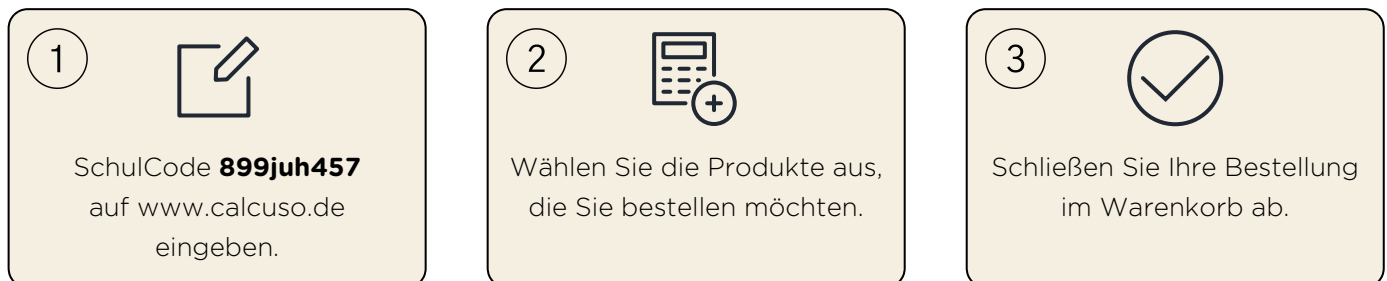 1
SchulCode 899juh457
auf www.calcuso.de
eingeben.
2
Wählen Sie die Produkte aus,
die Sie bestellen möchten.
3
Schließen Sie Ihre Bestellung
im Warenkorb ab.